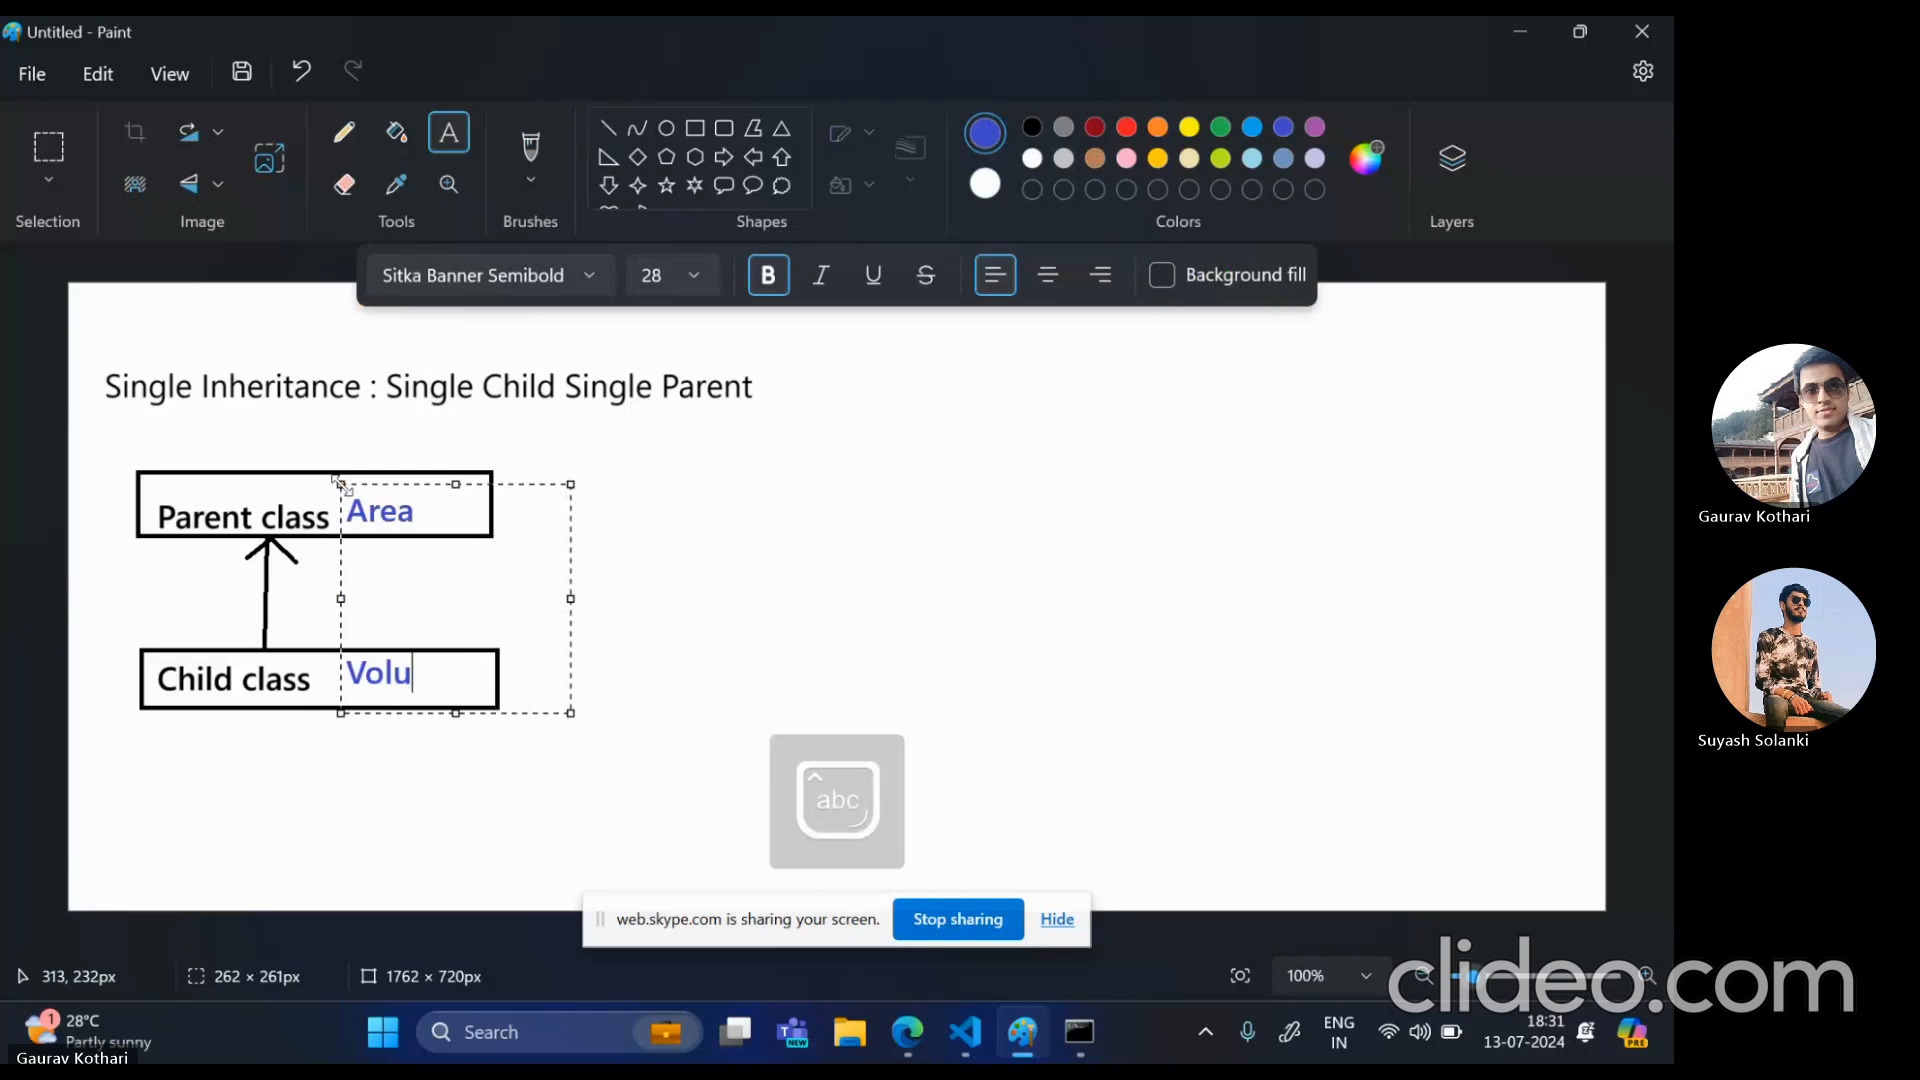 Untitled - Paint
File Edit View
Selection Image Tools Brushes Shapes Colors Layers
Sitka Banner Semibold 28 B I U S Background fill
Single Inheritance : Single Child Single Parent
Parent class Area
Child class Volu
abc
web.skype.com is sharing your screen. Stop sharing Hide
Gaurav Kothari
Suyash Solanki
313, 232px 262 × 261px 1762 × 720px 100%
clideo.com
1 28°C
Partly sunny
Search
NEW
ENG
IN
18:31
13-07-2024
PRE
Gaurav Kothari